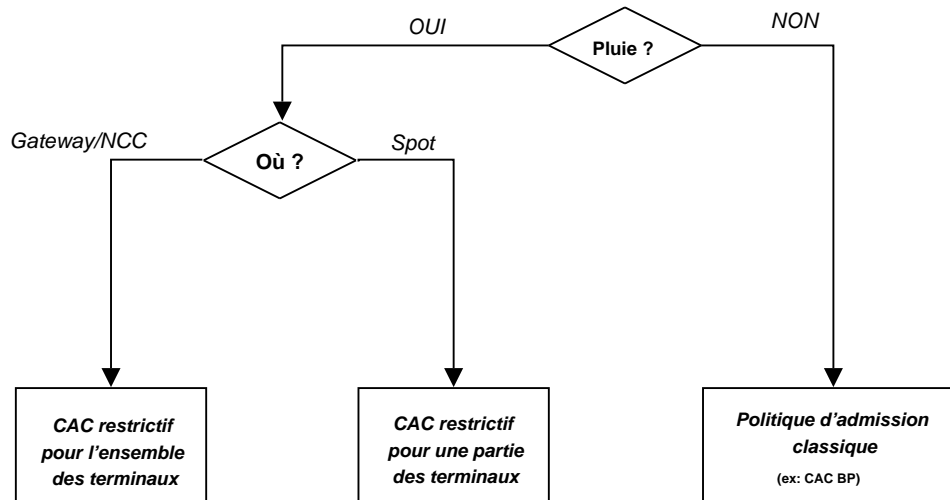 OUI
NON
Pluie ?
Gateway/NCC
Spot
Où ?
CAC restrictif
pour l'ensemble
des terminaux
CAC restrictif
pour une partie
des terminaux
Politique d'admission
classique
(ex: CAC BP)